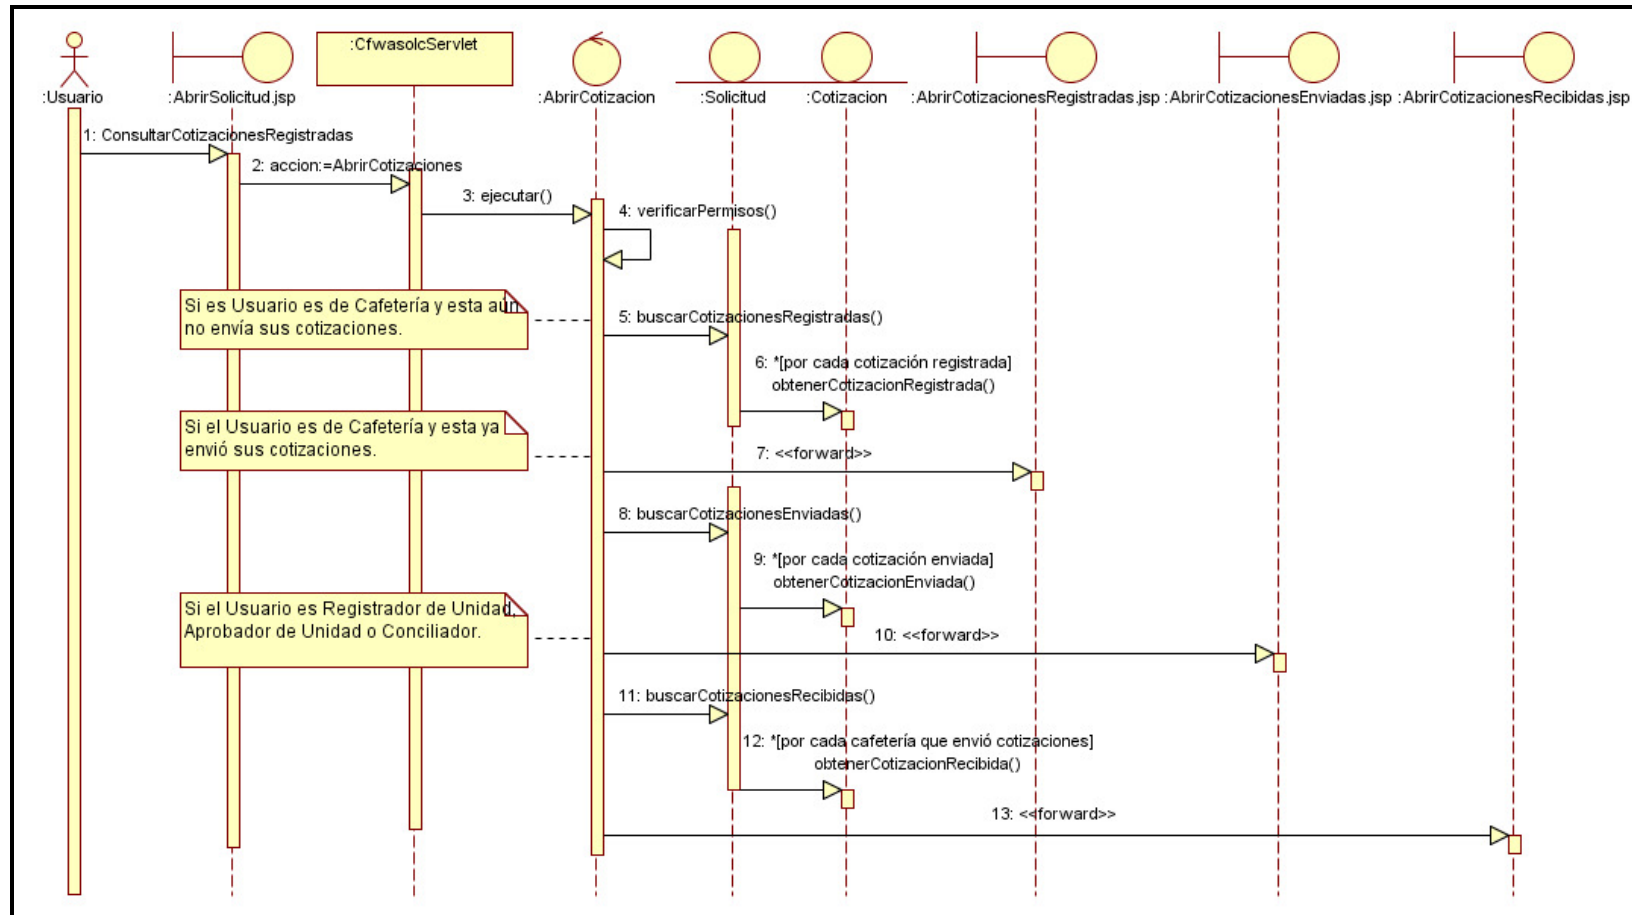 :Usuario
:AbrirSolicitud.jsp
:CfwasolcServlet
:AbrirCotizacion
:Solicitud
:Cotizacion
:AbrirCotizacionesRegistradas.jsp
:AbrirCotizacionesEnviadas.jsp
:AbrirCotizacionesRecibidas.jsp
1: ConsultarCotizacionesRegistradas
2: accion:=AbrirCotizaciones
3: ejecutar()
4: verificarPermisos()
Si es Usuario es de Cafetería y esta aún
no envía sus cotizaciones.
5: buscarCotizacionesRegistradas()
6: *[por cada cotización registrada]
obtenerCotizacionRegistrada()
Si el Usuario es de Cafetería y esta ya
envió sus cotizaciones.
7: <<forward>>
8: buscarCotizacionesEnviadas()
9: *[por cada cotización enviada]
obtenerCotizacionEnviada()
Si el Usuario es Registrador de Unidad,
Aprobador de Unidad o Conciliador.
10: <<forward>>
11: buscarCotizacionesRecibidas()
12: *[por cada cafetería que envió cotizaciones]
obtenerCotizacionRecibida()
13: <<forward>>